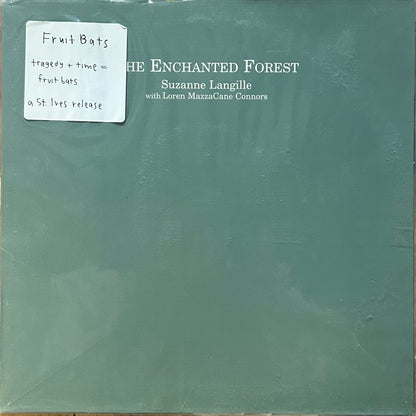 Fruit Bats
tragedy + time =
fruit bats
a St. Ives release
HE ENCHANTED FOREST
Suzanne Langille
with Loren MazzaCane Connors